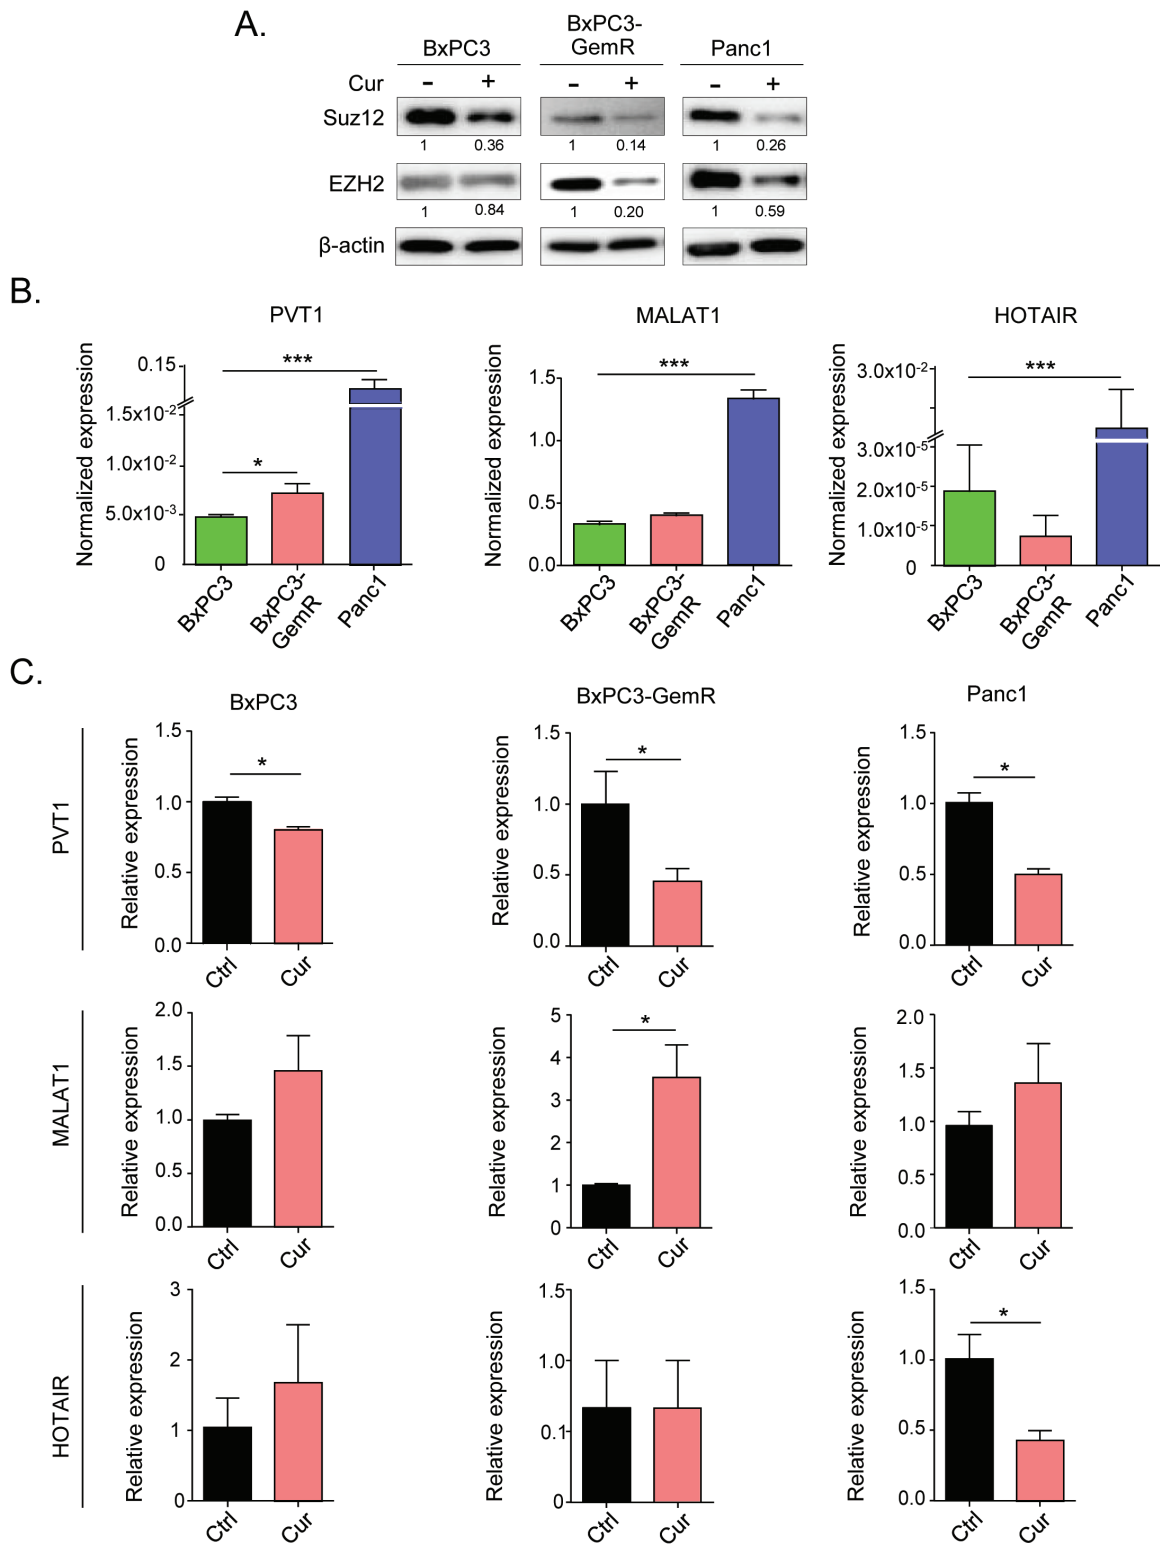 A.
BxPC3
BxPC3-
GemR
Panc1
Cur - + - + - +
Suz12
1 0.36 1 0.14 1 0.26
EZH2
1 0.84 1 0.20 1 0.59
β-actin
B.
PVT1
Normalized expression
0.15
1.5x10-2
1.0x10-2
5.0x10-3
0
***
*
BxPC3
BxPC3-
GemR
Panc1
MALAT1
Normalized expression
1.5
1.0
0.5
0.0
***
BxPC3
BxPC3-
GemR
Panc1
HOTAIR
Normalized expression
3.0x10-2
3.0x10-5
2.0x10-5
1.0x10-5
0
***
BxPC3
BxPC3-
GemR
Panc1
C.
BxPC3
BxPC3-GemR
Panc1
PVT1
Relative expression
1.5
1.0
0.5
0.0
*
Ctrl
Cur
Relative expression
1.5
1.0
0.5
0.0
*
Ctrl
Cur
Relative expression
1.5
1.0
0.5
0.0
*
Ctrl
Cur
MALAT1
Relative expression
2.0
1.5
1.0
0.5
0.0
Ctrl
Cur
Relative expression
5
4
3
2
1
0
*
Ctrl
Cur
Relative expression
2.0
1.5
1.0
0.5
0.0
Ctrl
Cur
HOTAIR
Relative expression
3
2
1
0
Ctrl
Cur
Relative expression
1.5
1.0
0.1
0
Ctrl
Cur
Relative expression
1.5
1.0
0.5
0.0
*
Ctrl
Cur